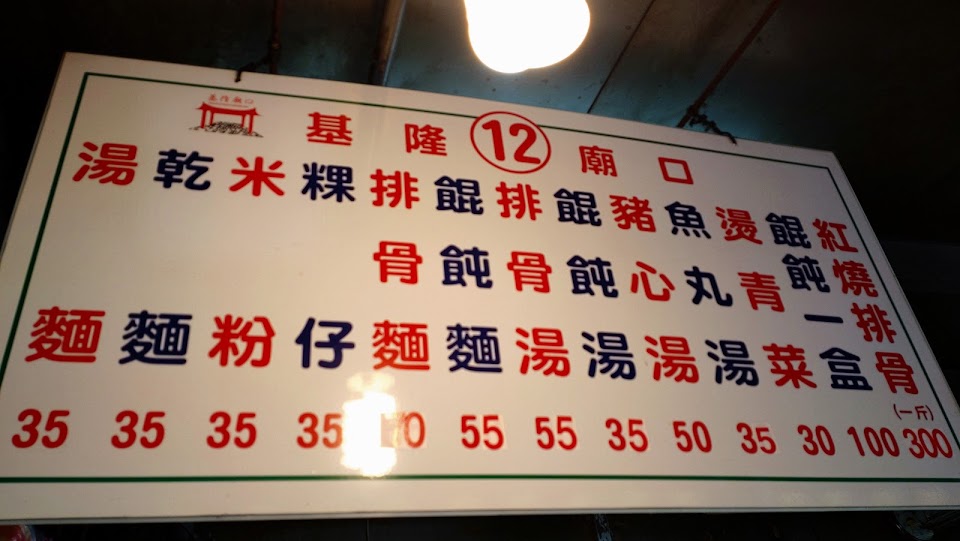 基隆12廟口
湯麵
35
乾麵
35
米粉
35
粿仔
35
排骨麵
餛飩麵
55
排骨湯
55
餛飩湯
35
豬心湯
50
魚丸湯
35
燙青菜
30
餛飩一盒
100
紅燒排骨
(一斤)
300